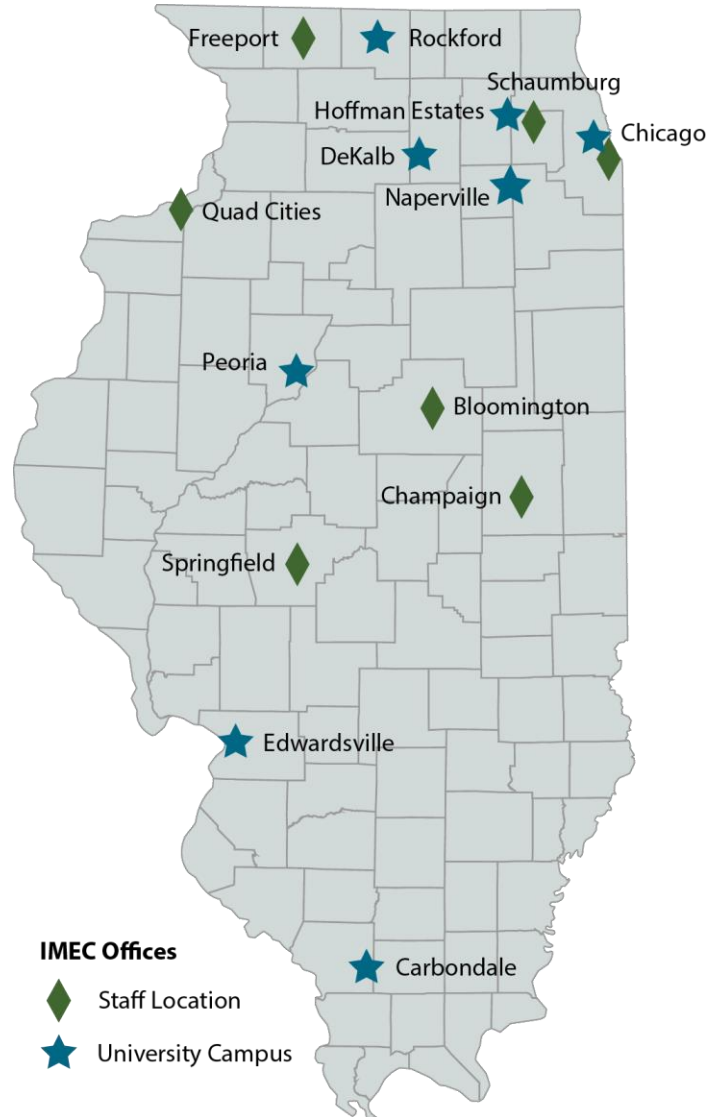 Freeport
Rockford
Schaumburg
Hoffman Estates
Chicago
DeKalb
Naperville
Quad Cities
Peoria
Bloomington
Champaign
Springfield
Edwardsville
Carbondale
IMEC Offices
Staff Location
University Campus